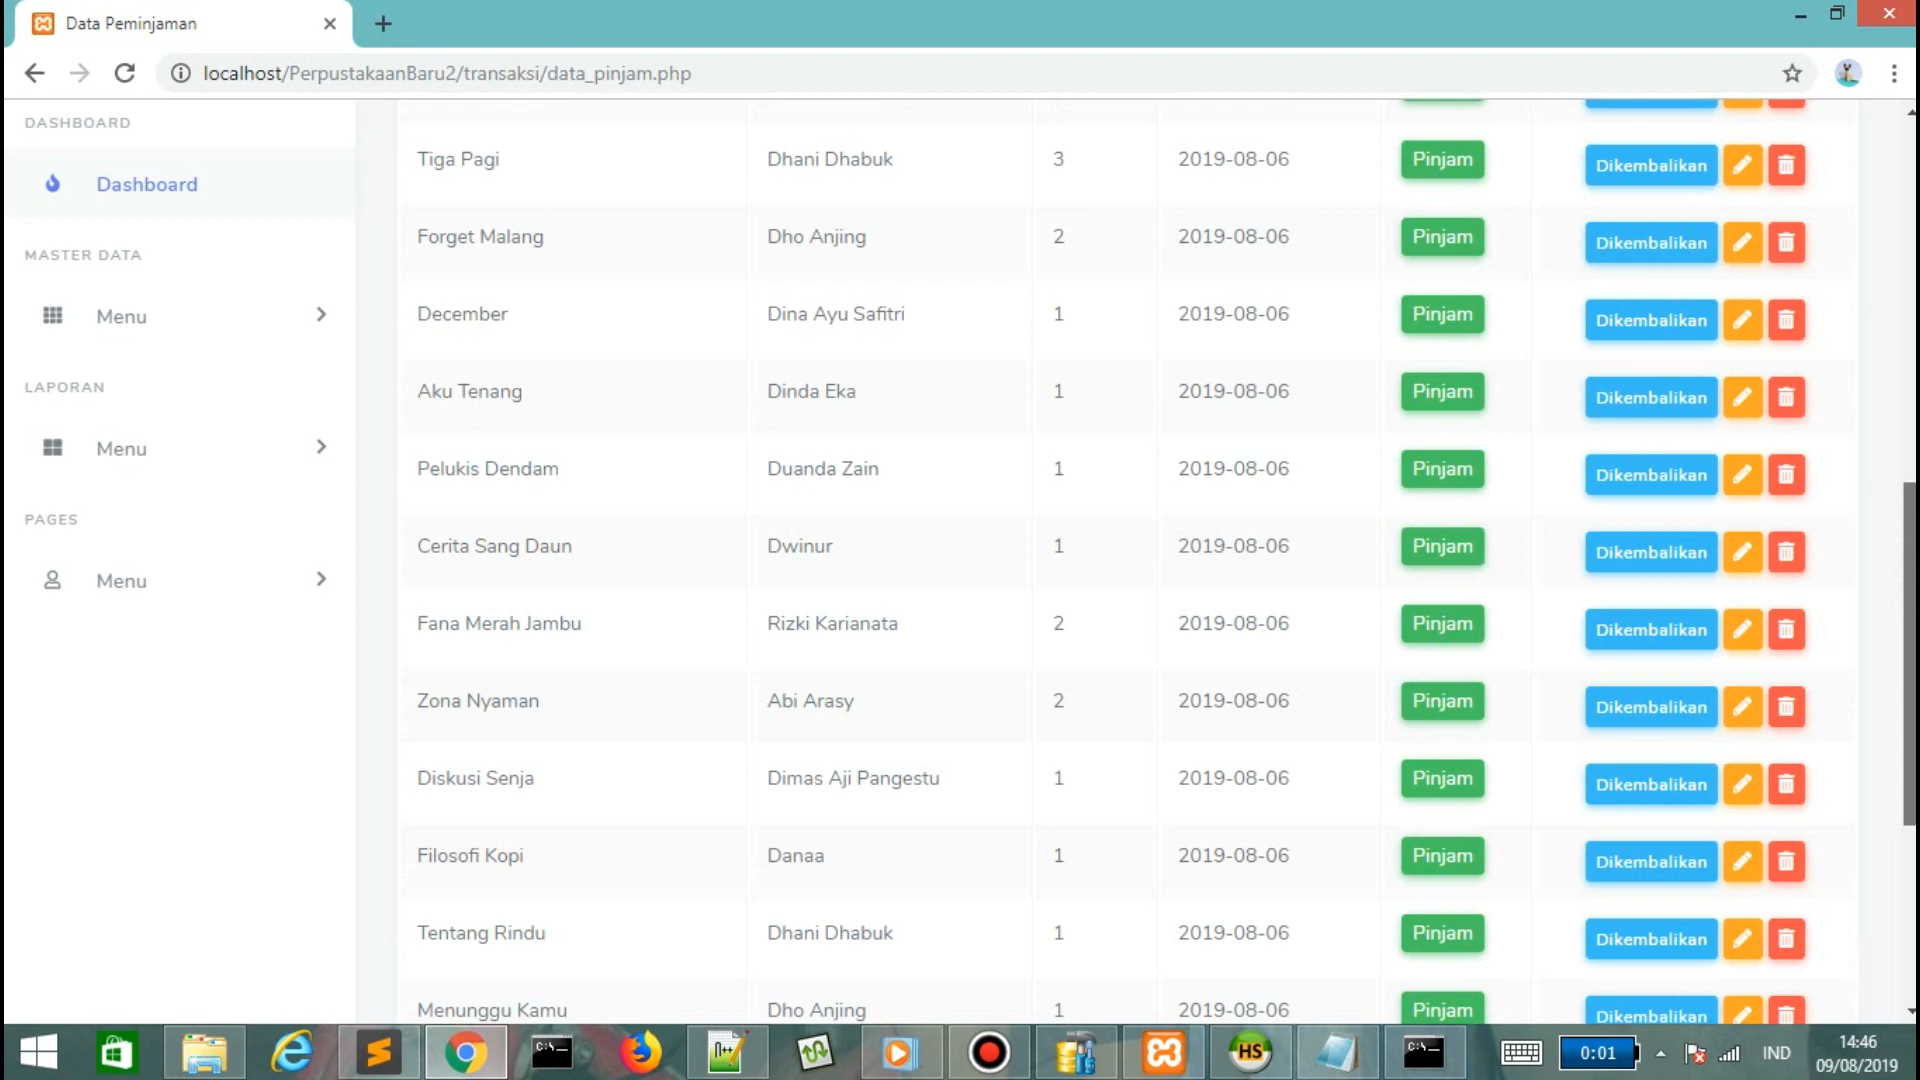 Data Peminjaman
localhost/PerpustakaanBaru2/transaksi/data_pinjam.php
DASHBOARD
Dashboard
MASTER DATA
Menu
LAPORAN
Menu
PAGES
Menu
Tiga Pagi Dhani Dhabuk 3 2019-08-06 Pinjam Dikembalikan
Forget Malang Dho Anjing 2 2019-08-06 Pinjam Dikembalikan
December Dina Ayu Safitri 1 2019-08-06 Pinjam Dikembalikan
Aku Tenang Dinda Eka 1 2019-08-06 Pinjam Dikembalikan
Pelukis Dendam Duanda Zain 1 2019-08-06 Pinjam Dikembalikan
Cerita Sang Daun Dwinur 1 2019-08-06 Pinjam Dikembalikan
Fana Merah Jambu Rizki Karianata 2 2019-08-06 Pinjam Dikembalikan
Zona Nyaman Abi Arasy 2 2019-08-06 Pinjam Dikembalikan
Diskusi Senja Dimas Aji Pangestu 1 2019-08-06 Pinjam Dikembalikan
Filosofi Kopi Danaa 1 2019-08-06 Pinjam Dikembalikan
Tentang Rindu Dhani Dhabuk 1 2019-08-06 Pinjam Dikembalikan
Menunggu Kamu Dho Anjing 1 2019-08-06 Pinjam Dikembalikan
C:\_
HS
C:\_
0:01
IND
14:46
09/08/2019